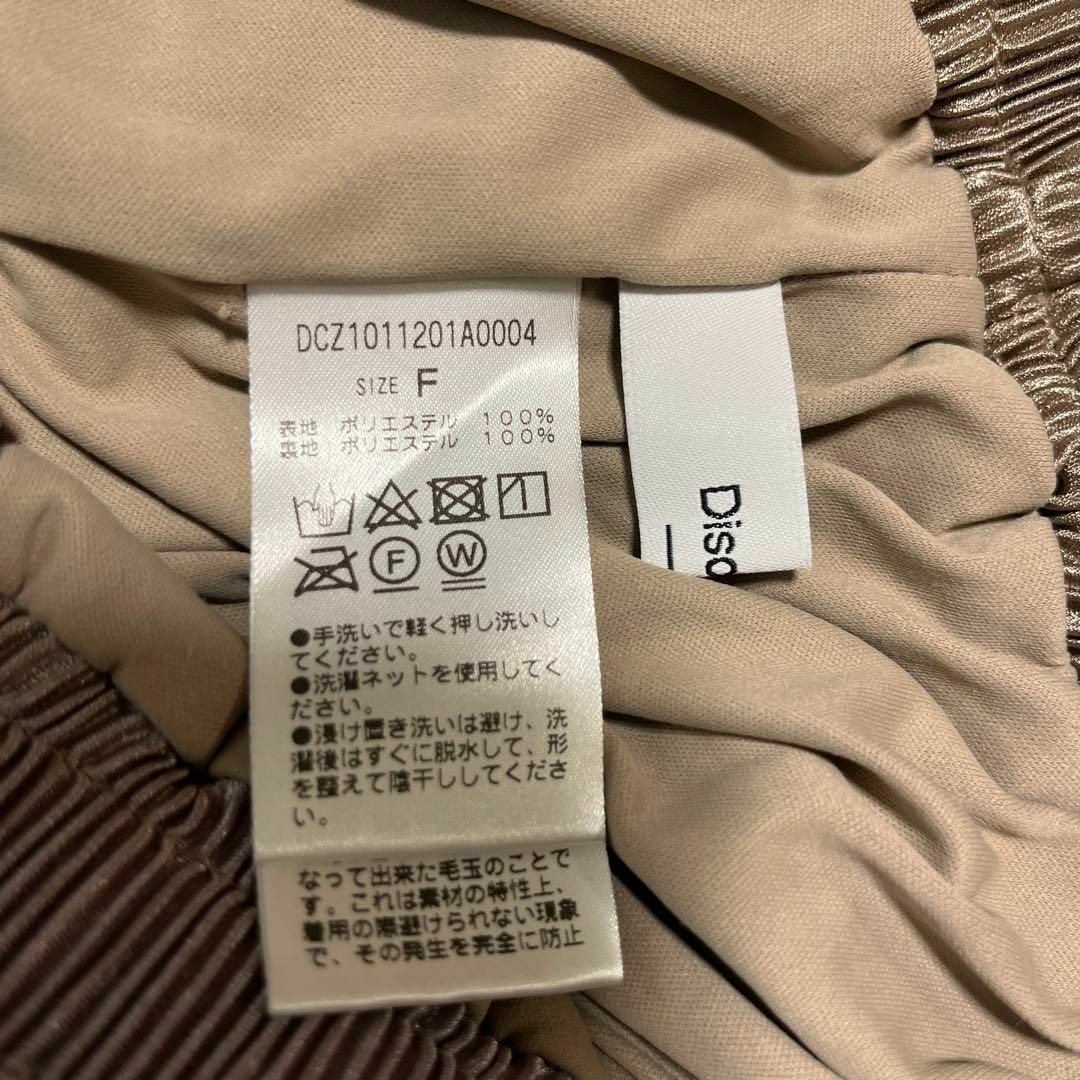 DCZ1011201A0004
SIZE F
表地 ポリエステル 100%
裏地 ポリエステル 100%
F W
●手洗いで軽く押し洗いし
てください。
●洗濯ネットを使用してく
ださい。
●浸け置き洗いは避け、洗
濯後はすぐに脱水して、形
を整えて陰干ししてくださ
い。
なって出来た毛玉のことで
す。これは素材の特性上、
着用の際避けられない現象
で、その発生を完全に防止